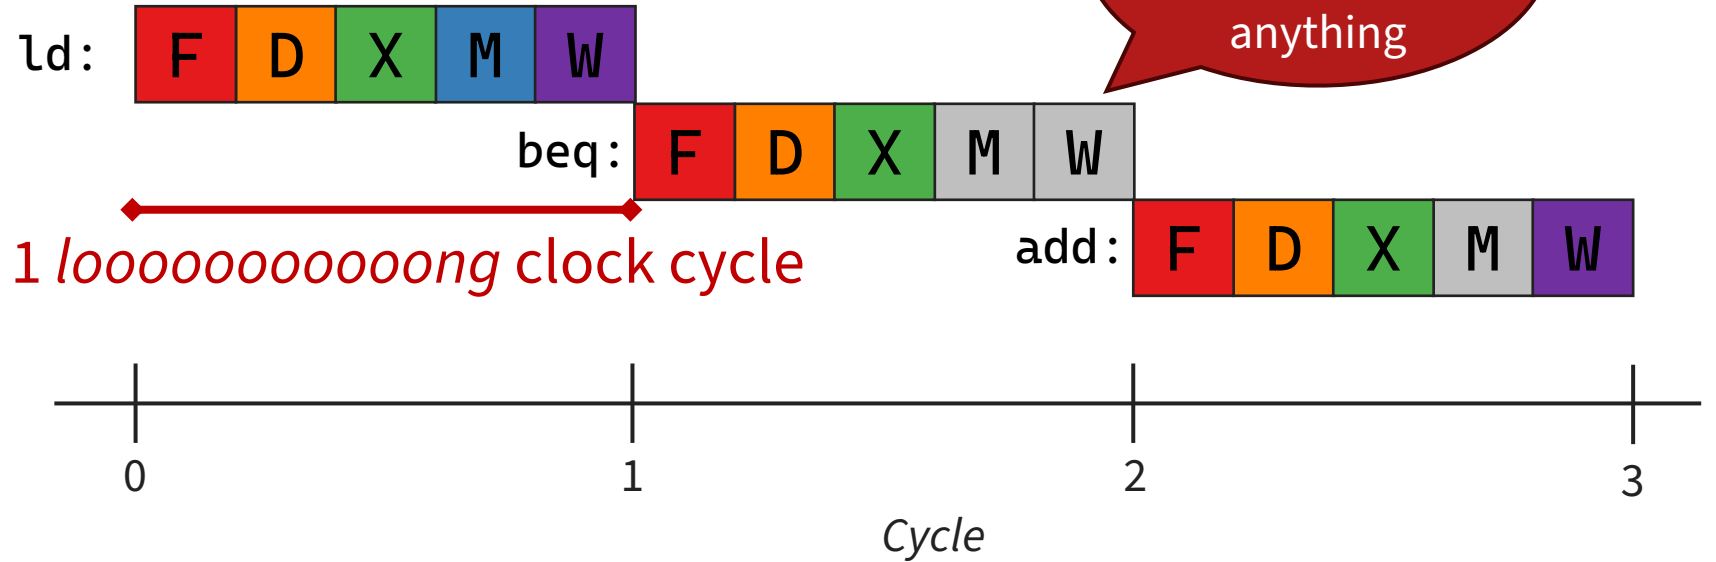 anything
ld: F D X M W
beq: F D X M W
1 looooooooooong clock cycle
add: F D X M W
0 1 2 3
Cycle